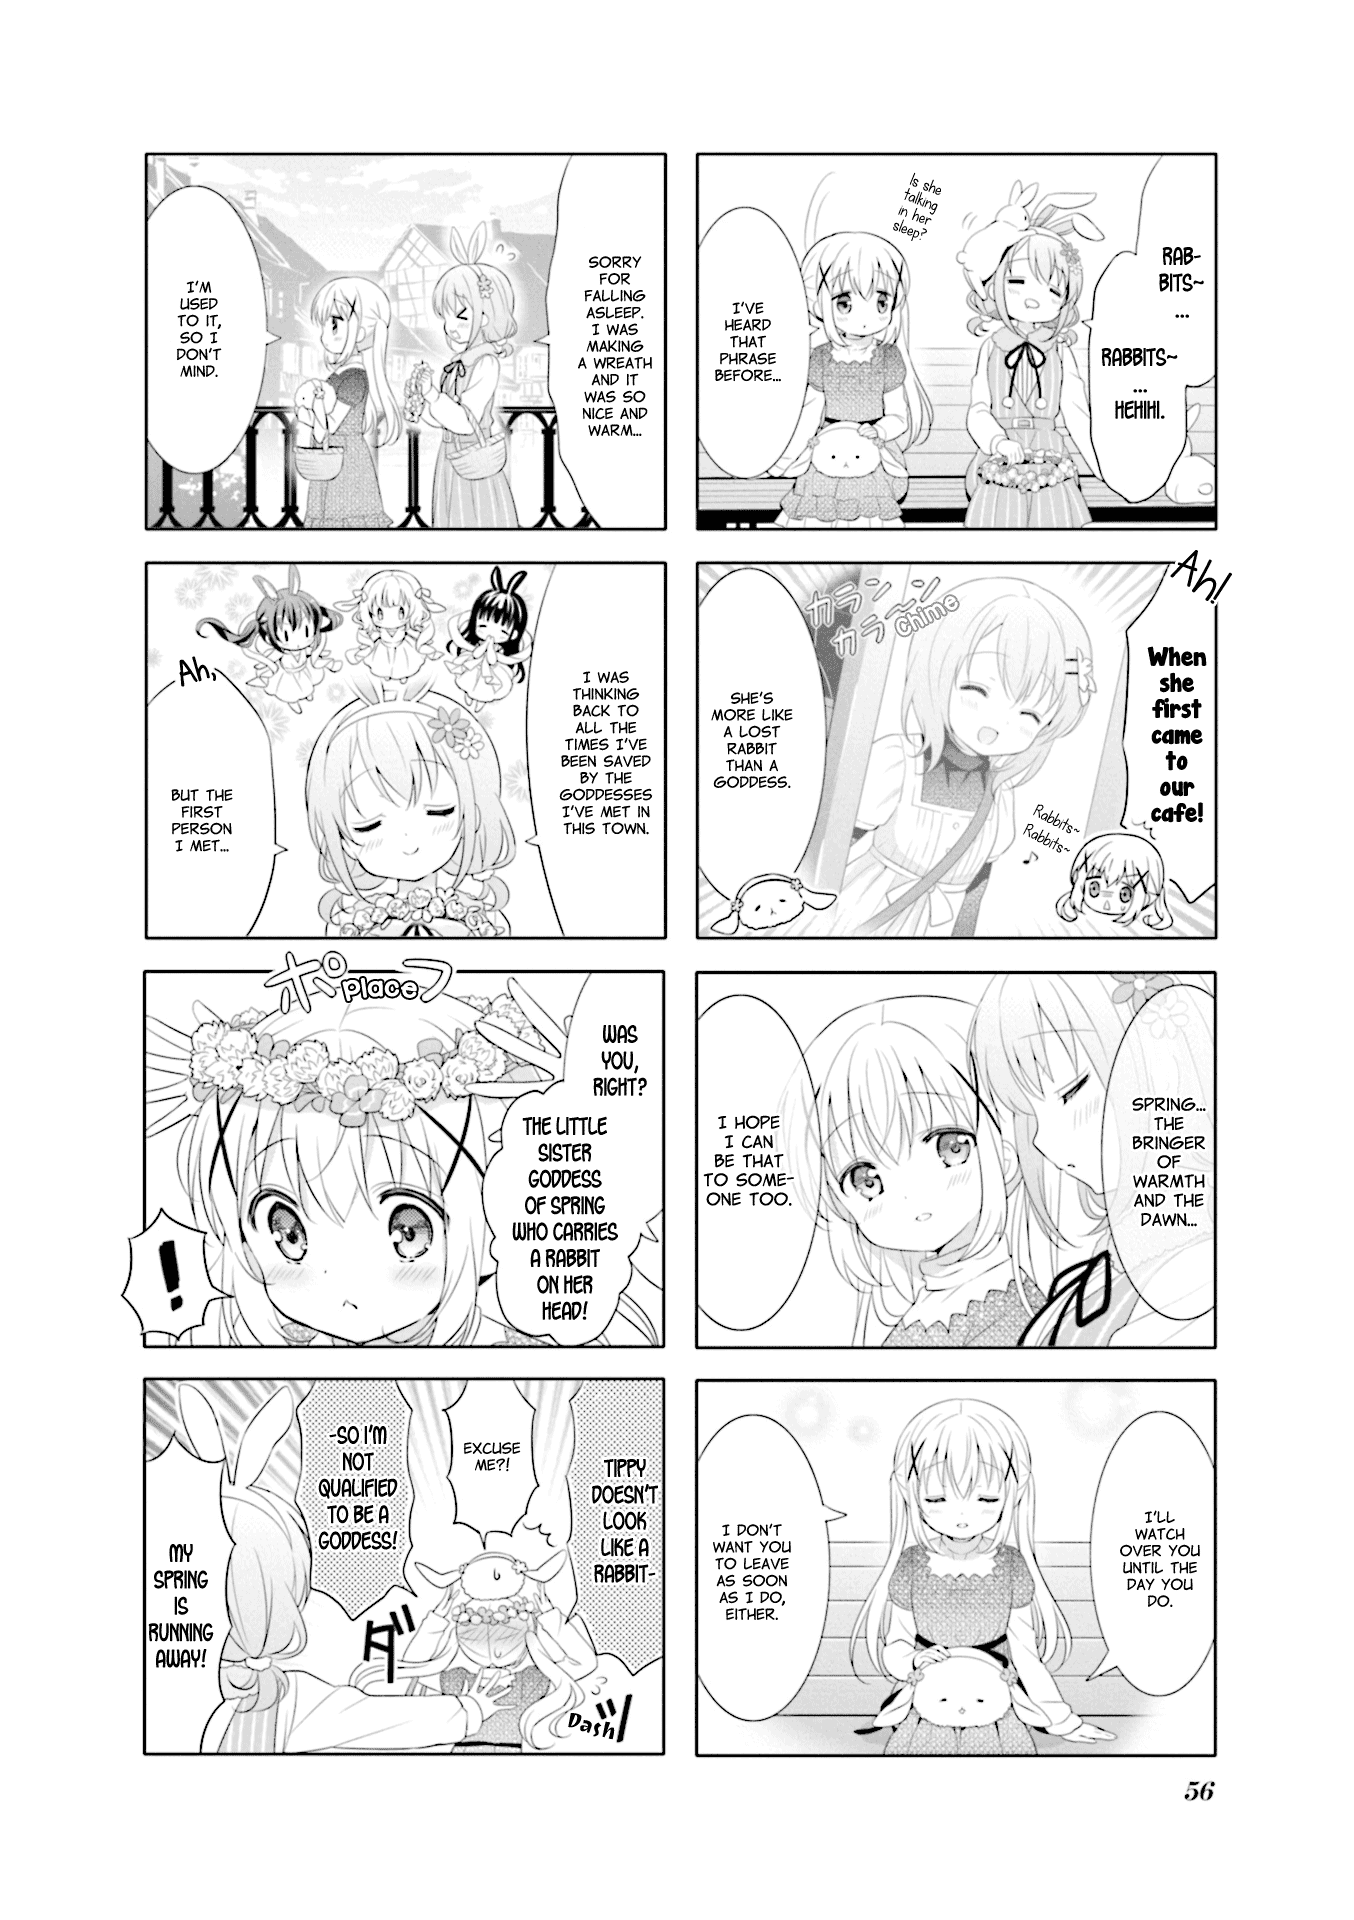 RAB-
BITS~
...
RABBITS~
...
HEHIHI.
Is she
talking
in her
sleep?
I'VE
HEARD
THAT
PHRASE
BEFORE...
Ah!
When
she
first
came
to
our
cafe!
カラン
カラ〜ン
chime
Rabbits~
Rabbits~
♪
SHE'S
MORE LIKE
A LOST
RABBIT
THAN A
GODDESS.
SPRING...
THE
BRINGER
OF
WARMTH
AND THE
DAWN...
I HOPE
I CAN
BE THAT
TO SOME-
ONE TOO.
I'LL
WATCH
OVER YOU
UNTIL THE
DAY YOU
DO.
I DON'T
WANT YOU
TO LEAVE
AS SOON
AS I DO,
EITHER.
SORRY
FOR
FALLING
ASLEEP.
I WAS
MAKING
A WREATH
AND IT
WAS SO
NICE AND
WARM...
I'M
USED
TO IT,
SO I
DON'T
MIND.
I WAS
THINKING
BACK TO
ALL THE
TIMES I'VE
BEEN SAVED
BY THE
GODDESSES
I'VE MET IN
THIS TOWN.
Ah,
BUT THE
FIRST
PERSON
I MET...
ポフ
place
WAS
YOU,
RIGHT?
THE LITTLE
SISTER
GODDESS
OF SPRING
WHO CARRIES
A RABBIT
ON HER
HEAD!
!
TIPPY
DOESN'T
LOOK
LIKE A
RABBIT-
EXCUSE
ME?!
-SO I'M
NOT
QUALIFIED
TO BE A
GODDESS!
ダッ
Dash
MY
SPRING
IS
RUNNING
AWAY!
56